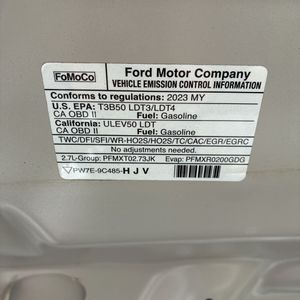 FoMoCo
Ford Motor Company
VEHICLE EMISSION CONTROL INFORMATION
Conforms to regulations: 2023 MY
U.S. EPA: T3B50 LDT3/LDT4
CA OBD II Fuel: Gasoline
California: ULEV50 LDT
CA OBD II Fuel: Gasoline
TWC/DFI/SFI/WR-HO2S/HO2S/TC/CAC/EGR/EGRC
No adjustments needed.
2.7L-Group: PFMXT02.73JK Evap: PFMXR0200GDG
PW7E-9C485-HJV